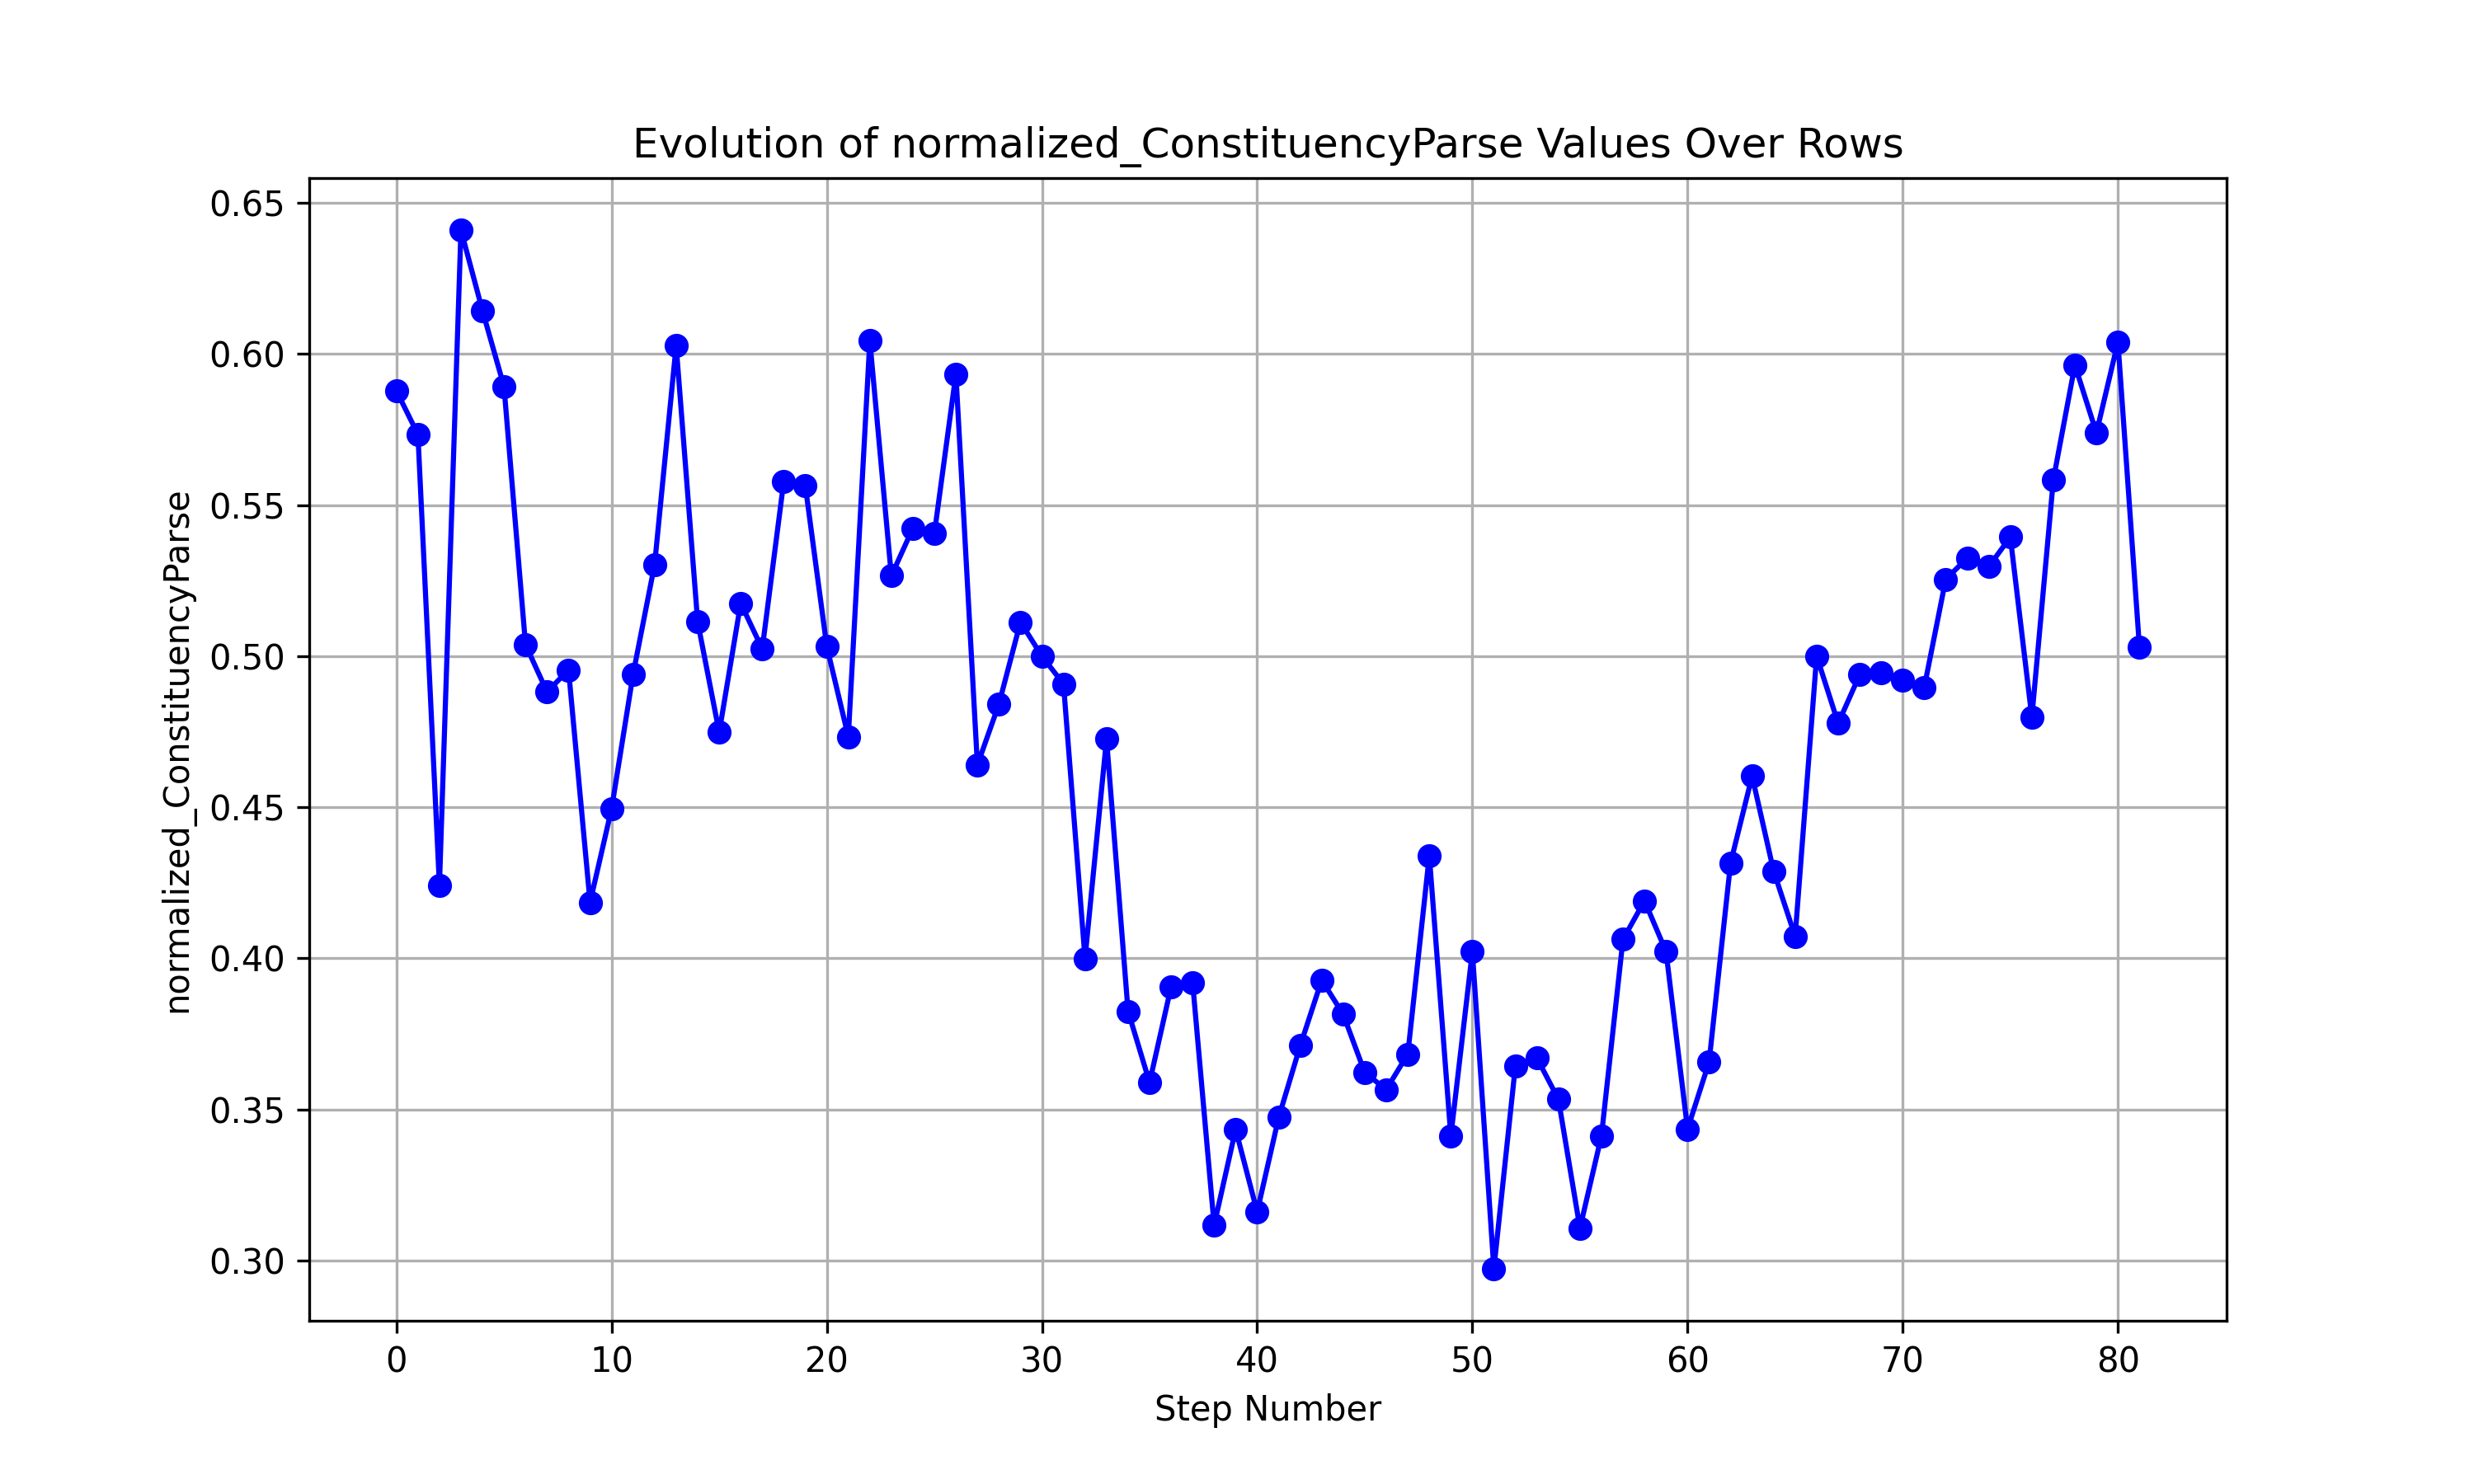 Evolution of normalized_ConstituencyParse Values Over Rows
normalized_ConstituencyParse
0.65
0.60
0.55
0.50
0.45
0.40
0.35
0.30
0 10 20 30 40 50 60 70 80
Step Number